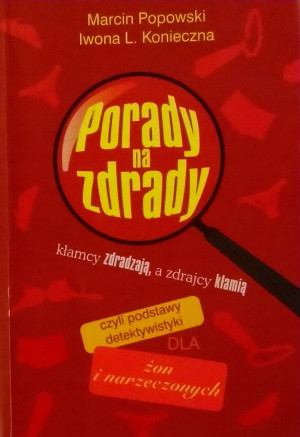 Marcin Popowski
Iwona L. Konieczna
Porady
na
zdrady
kłamcy zdradzają, a zdrajcy kłamią
czyli podstawy
detektywistyki
DLA
żon
i narzeczonych